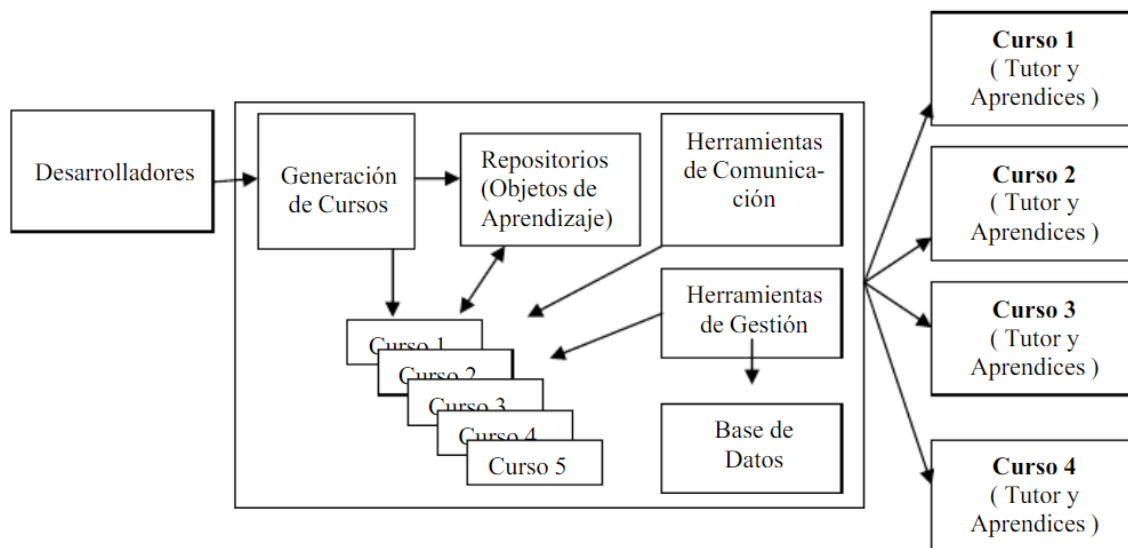 Desarrolladores
Generación
de Cursos
Repositorios
(Objetos de
Aprendizaje)
Herramientas
de Comunica-
ción
Herramientas
de Gestión
Base de
Datos
Curso 1
Curso 2
Curso 3
Curso 4
Curso 5
Curso 1
( Tutor y
Aprendices )
Curso 2
( Tutor y
Aprendices )
Curso 3
( Tutor y
Aprendices )
Curso 4
( Tutor y
Aprendices )